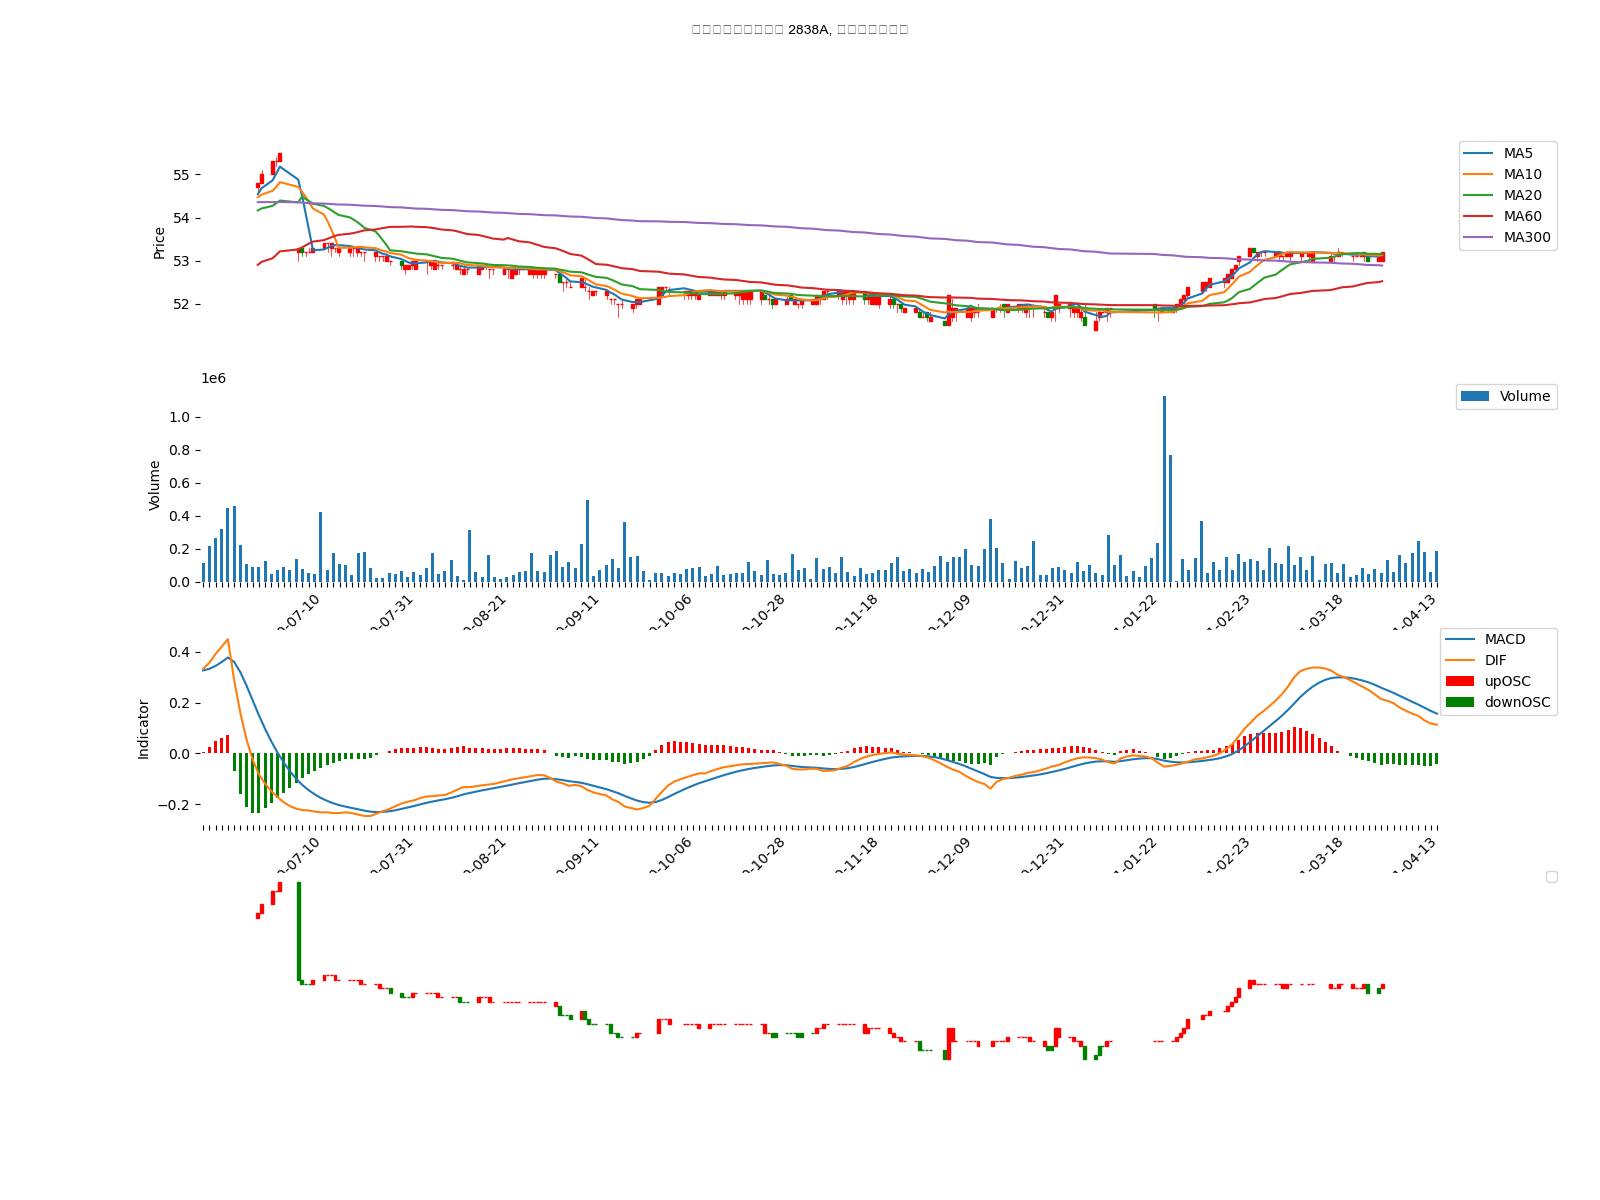 2838A,
55
54
53
52
Price
MA5
MA10
MA20
MA60
MA300
1e6
1.0
0.8
0.6
0.4
0.2
0.0
Volume
Volume
-07-10
-07-31
-08-21
-09-11
-10-06
-10-28
-11-18
-12-09
-12-31
-01-22
-02-23
-03-18
-04-13
0.4
0.2
0.0
−0.2
Indicator
MACD
DIF
upOSC
downOSC
-07-10
-07-31
-08-21
-09-11
-10-06
-10-28
-11-18
-12-09
-12-31
-01-22
-02-23
-03-18
-04-13